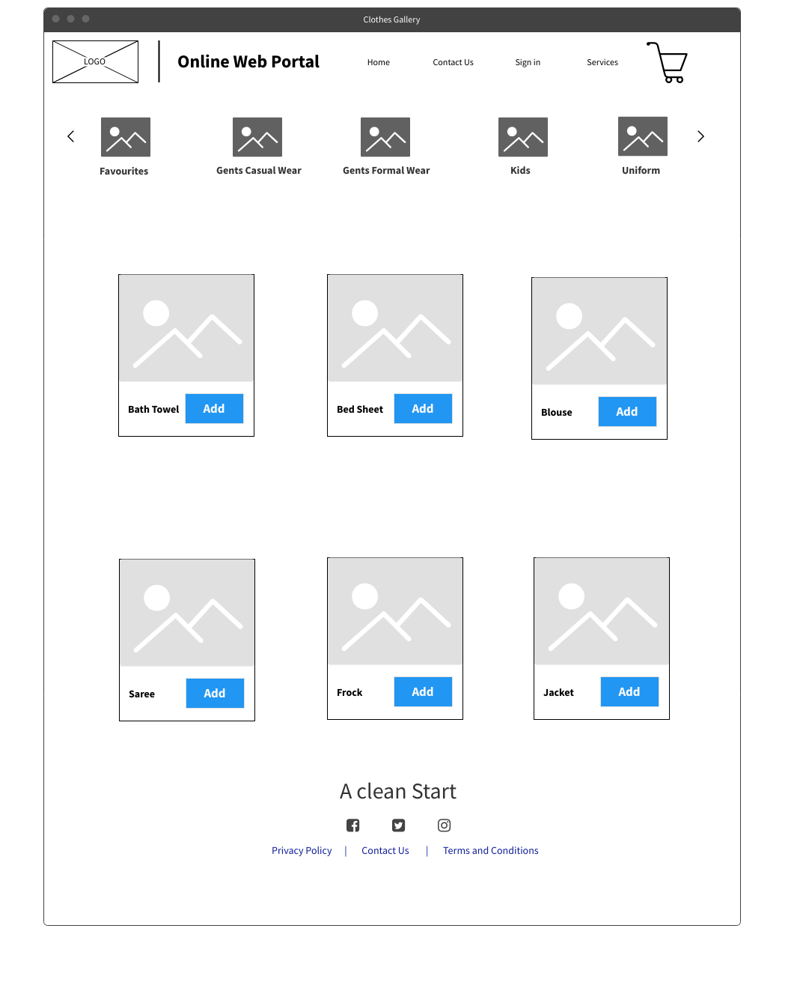 Clothes Gallery
LOGO
Online Web Portal
Home
Contact Us
Sign in
Services
Favourites
Gents Casual Wear
Gents Formal Wear
Kids
Uniform
Bath Towel
Add
Bed Sheet
Add
Blouse
Add
Saree
Add
Frock
Add
Jacket
Add
A clean Start
Privacy Policy | Contact Us | Terms and Conditions